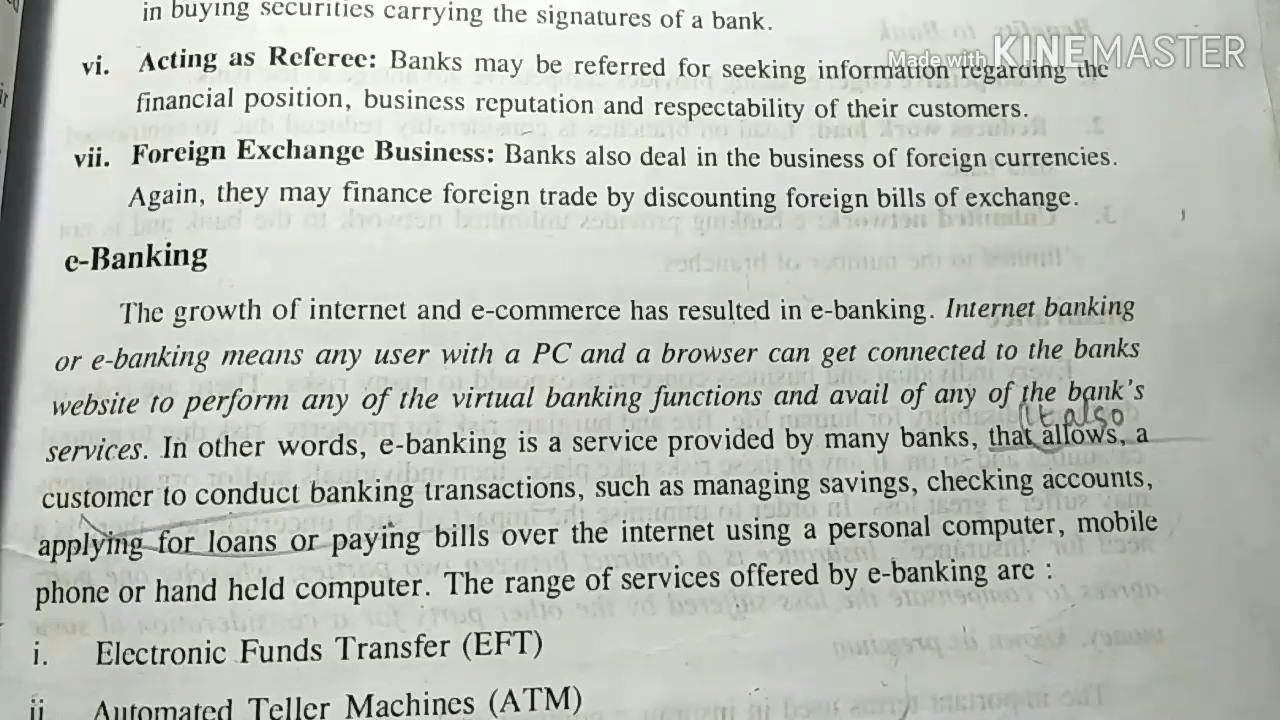 in buying securities carrying the signatures of a bank.
Made with KINEMASTER
vi. Acting as Referee: Banks may be referred for seeking information regarding the
financial position, business reputation and respectability of their customers.
vii. Foreign Exchange Business: Banks also deal in the business of foreign currencies.
Again, they may finance foreign trade by discounting foreign bills of exchange.
e-Banking
The growth of internet and e-commerce has resulted in e-banking. Internet banking
or e-banking means any user with a PC and a browser can get connected to the banks
website to perform any of the virtual banking functions and avail of any of the bank's
it also
services. In other words, e-banking is a service provided by many banks, that allows, a
customer to conduct banking transactions, such as managing savings, checking accounts,
applying for loans or paying bills over the internet using a personal computer, mobile
phone or hand held computer. The range of services offered by e-banking are :
i. Electronic Funds Transfer (EFT)
ii Automated Teller Machines (ATM)